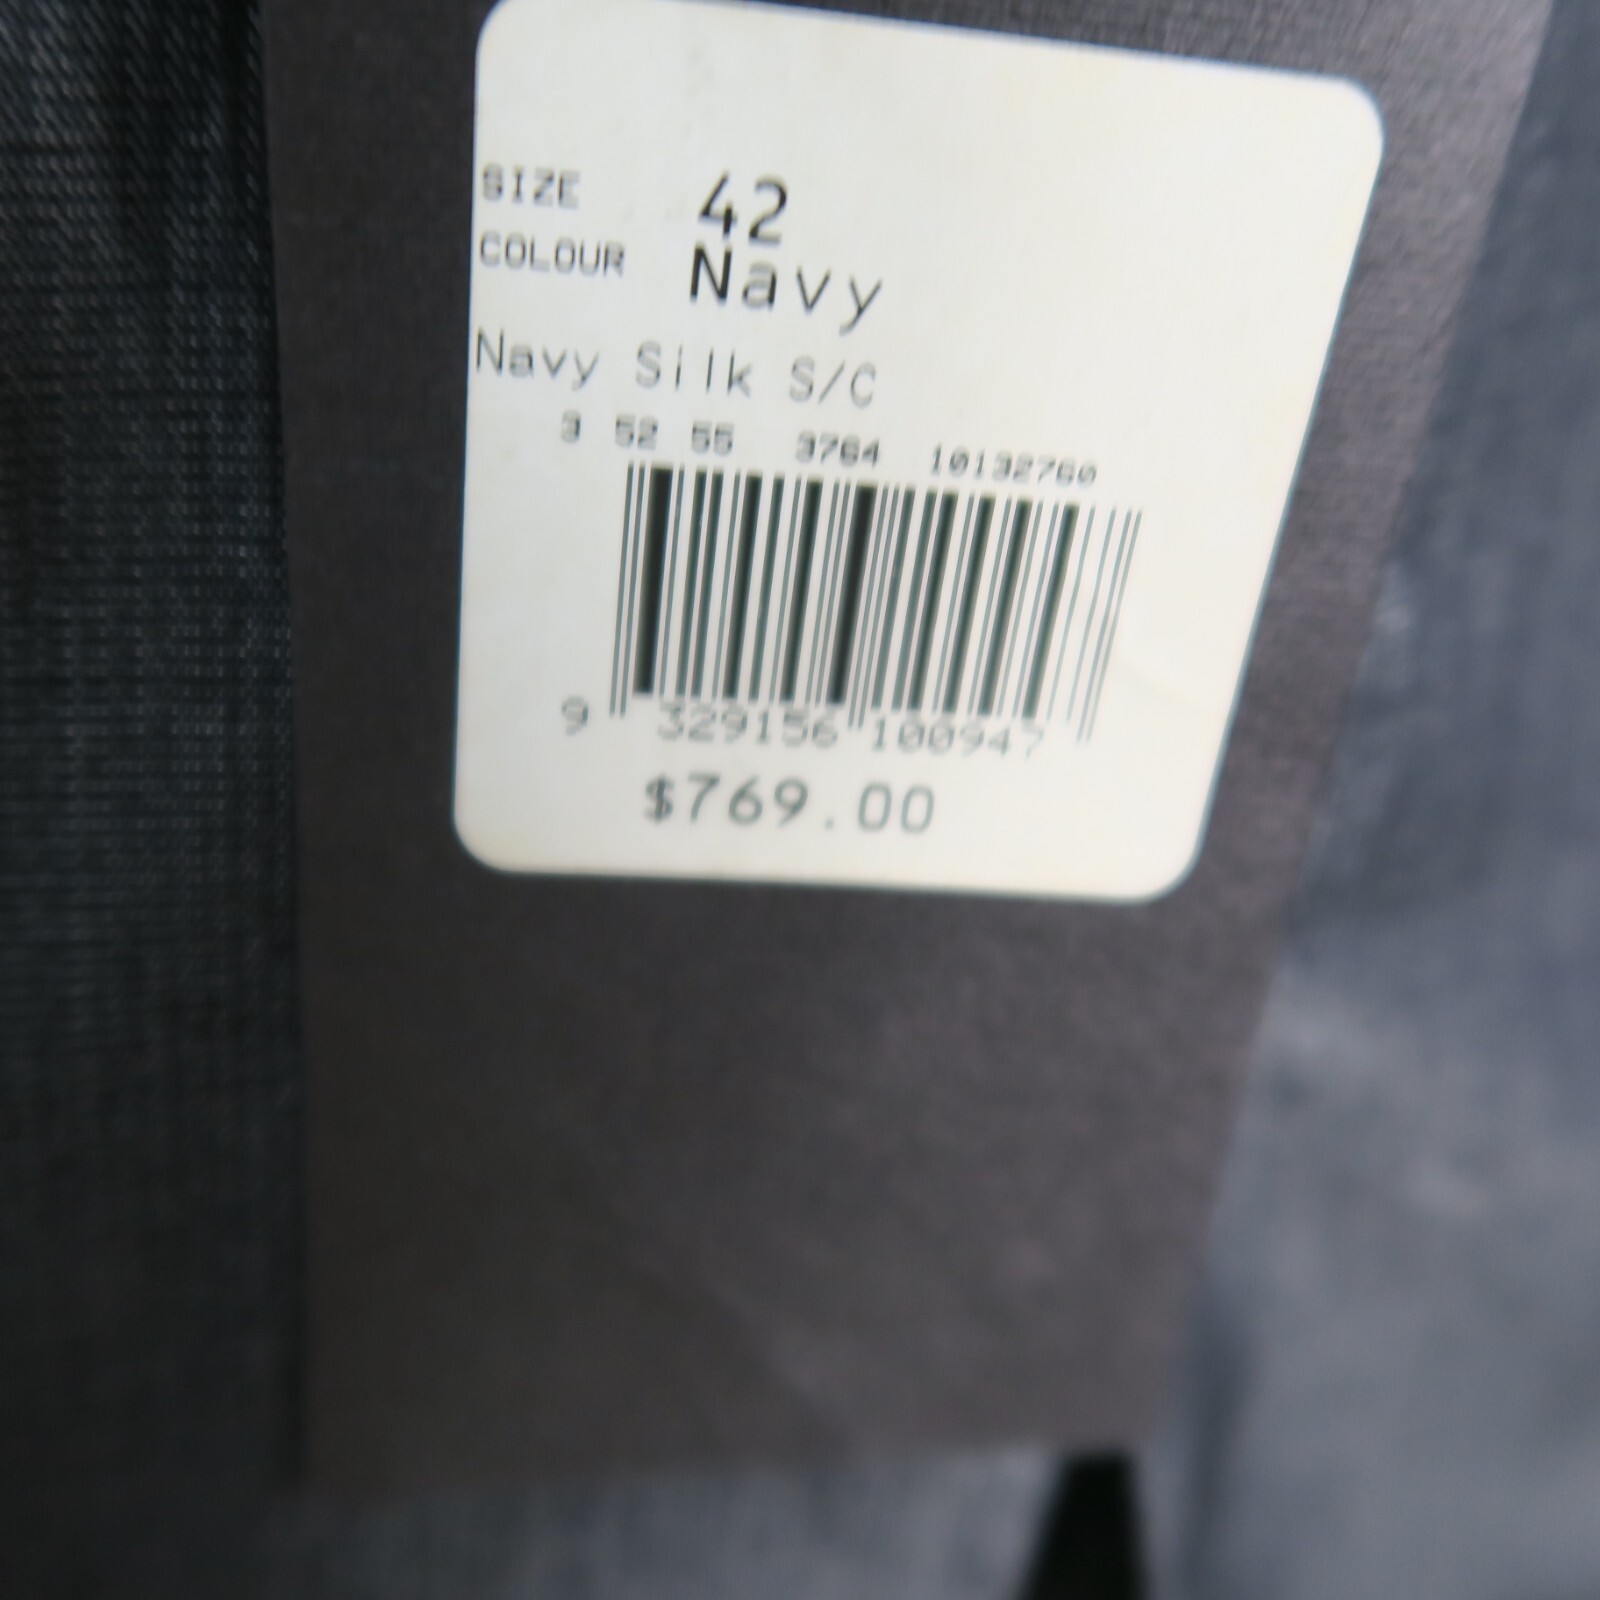 SIZE 42
COLOUR Navy
Navy Silk S/C
3 52 55 3764 10132760
9 329156 100947
$769.00